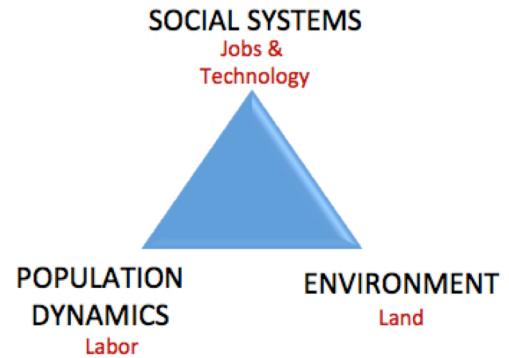 SOCIAL SYSTEMS
Jobs &
Technology
POPULATION
DYNAMICS
Labor
ENVIRONMENT
Land